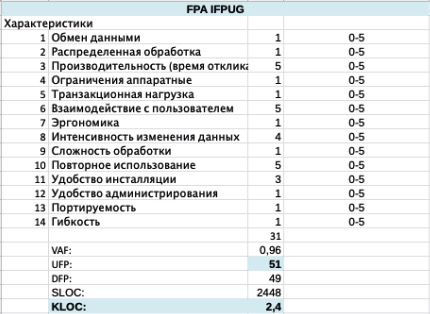 FPA IFPUG
Характеристики
1 Обмен данными 1 0-5
2 Распределенная обработка 1 0-5
3 Производительность (время отклика 5 0-5
4 Ограничения аппаратные 1 0-5
5 Транзакционная нагрузка 1 0-5
6 Взаимодействие с пользователем 5 0-5
7 Эргономика 1 0-5
8 Интенсивность изменения данных 4 0-5
9 Сложность обработки 1 0-5
10 Повторное использование 5 0-5
11 Удобство инсталляции 3 0-5
12 Удобство администрирования 1 0-5
13 Портируемость 1 0-5
14 Гибкость 1 0-5
31
VAF: 0,96
UFP: 51
DFP: 49
SLOC: 2448
KLOC: 2,4